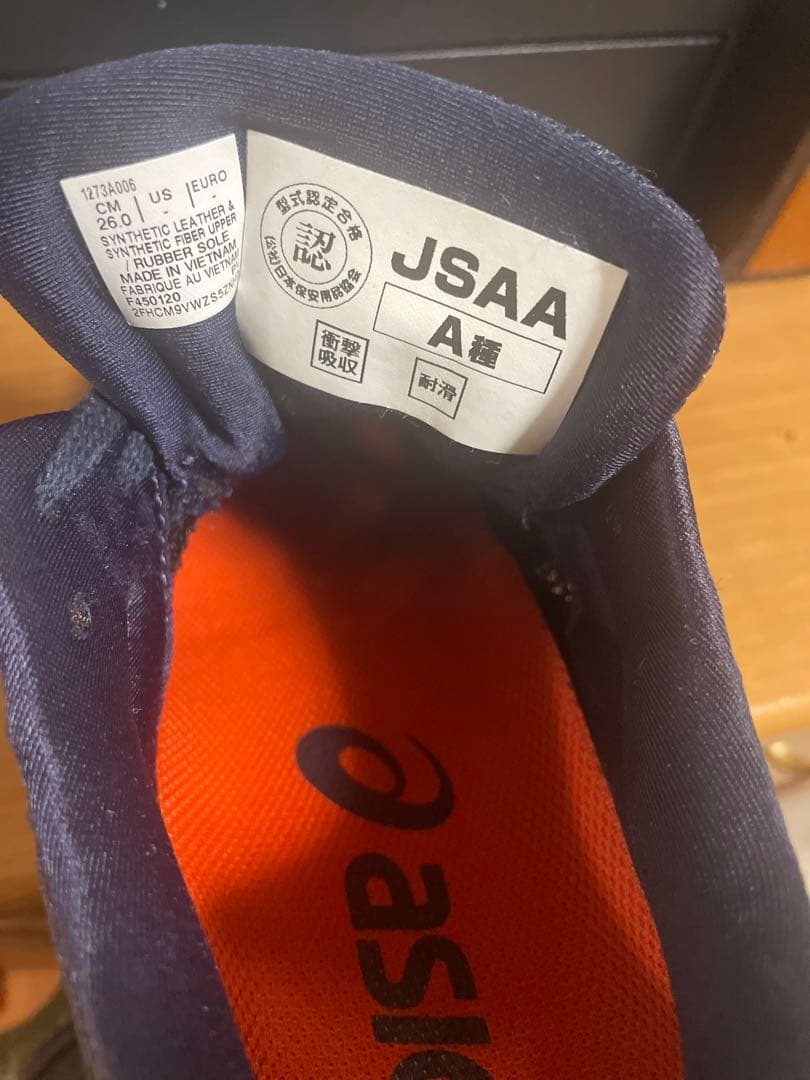 1273A006
CM US EURO
26.0 - -
SYNTHETIC LEATHER &
SYNTHETIC FIBER UPPER
/ RUBBER SOLE
MADE IN VIETNAM
FABRIQUE AU VIETNAM
F450120
型式認定合格
認
(公社)日本保安用品協会
JSAA
A種
衝撃
吸収
耐滑
asic